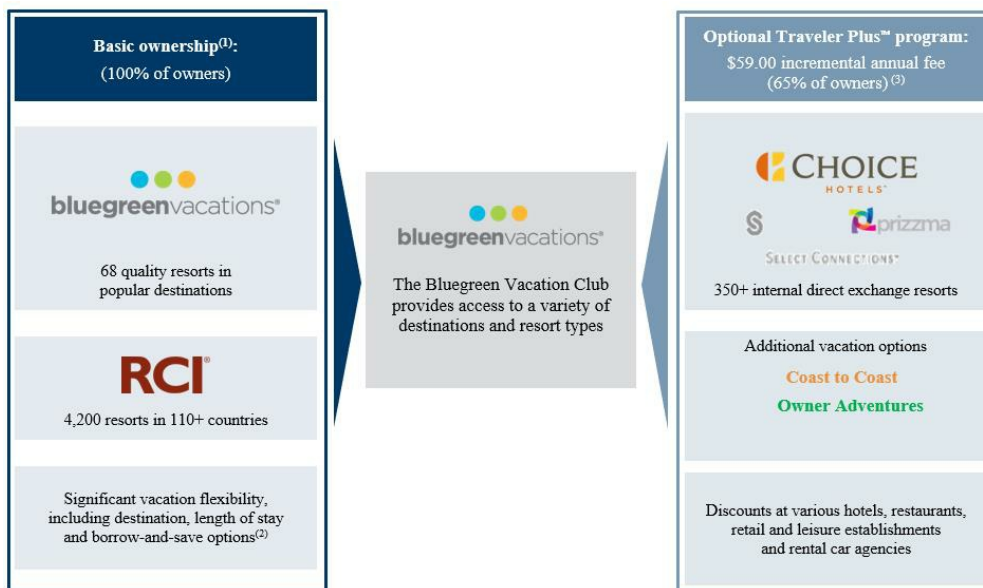 Basic ownership(1):
(100% of owners)
bluegreenvacations®
68 quality resorts in
popular destinations
RCI®
4,200 resorts in 110+ countries
Significant vacation flexibility,
including destination, length of stay
and borrow-and-save options(2)
bluegreenvacations®
The Bluegreen Vacation Club
provides access to a variety of
destinations and resort types
Optional Traveler Plus™ program:
$59.00 incremental annual fee
(65% of owners) (3)
CHOICE
HOTELS®
prizzma
SELECT CONNECTIONS
350+ internal direct exchange resorts
Additional vacation options
Coast to Coast
Owner Adventures
Discounts at various hotels, restaurants,
retail and leisure establishments
and rental car agencies